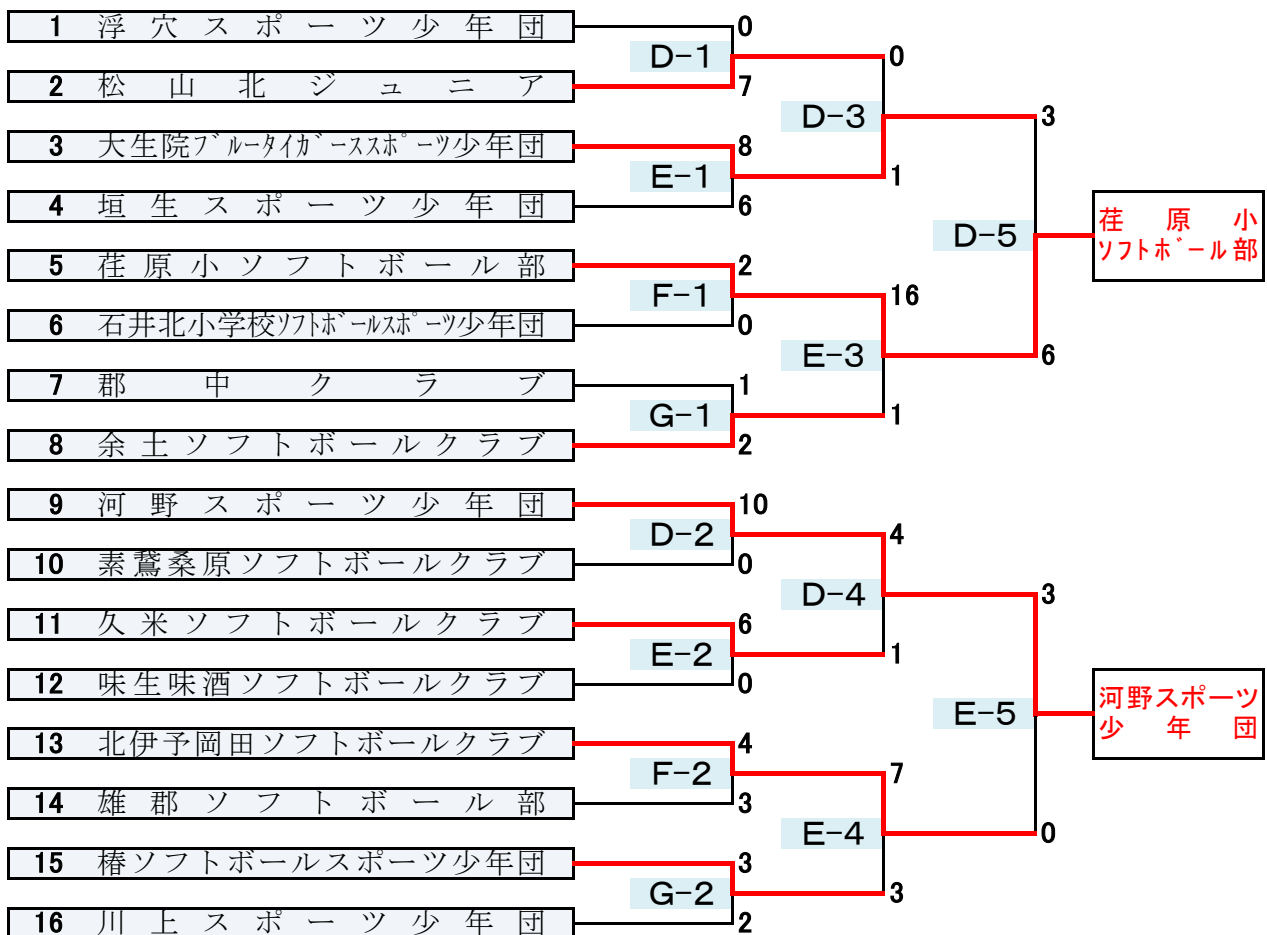 1 浮穴スポーツ少年団
0
D-1
2 松山北ジュニア
7
0
D-3
3
3 大生院ブルータイガーススポーツ少年団
8
E-1
1
4 垣生スポーツ少年団
6
D-5
荏原小
ソフトボール部
5 荏原小ソフトボール部
2
F-1
16
6 石井北小学校ソフトボールスポーツ少年団
0
E-3
6
7 郡中クラブ
1
G-1
1
8 余土ソフトボールクラブ
2
9 河野スポーツ少年団
10
D-2
4
10 素鵞桑原ソフトボールクラブ
0
D-4
3
11 久米ソフトボールクラブ
6
E-2
1
12 味生味酒ソフトボールクラブ
0
E-5
河野スポーツ
少年団
13 北伊予岡田ソフトボールクラブ
4
F-2
7
14 雄郡ソフトボール部
3
E-4
0
15 椿ソフトボールスポーツ少年団
3
G-2
3
16 川上スポーツ少年団
2